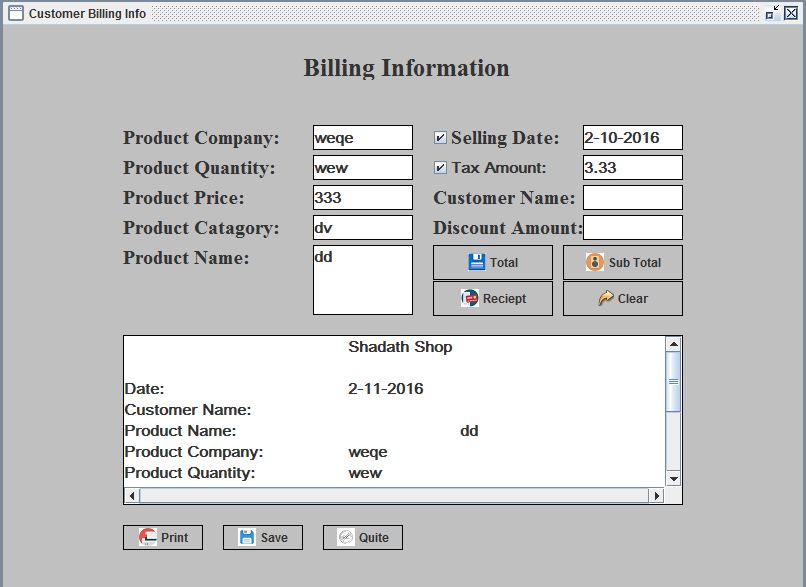 Customer Billing Info
Billing Information
Product Company: weqe Selling Date: 2-10-2016
Product Quantity: wew Tax Amount: 3.33
Product Price: 333 Customer Name:
Product Catagory: dv Discount Amount:
Product Name: dd
Total Sub Total
Reciept Clear
Shadath Shop
Date: 2-11-2016
Customer Name:
Product Name: dd
Product Company: weqe
Product Quantity: wew
Print Save Quite